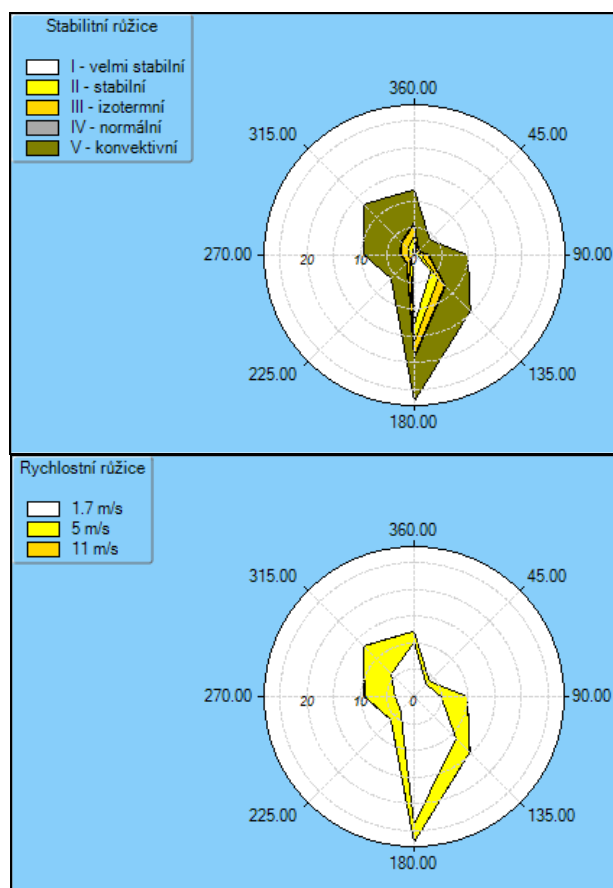 Stabilitní růžice
I - velmi stabilní
II - stabilní
III - izotermní
IV - normální
V - konvektivní
360.00
315.00
45.00
270.00
20
10
0
90.00
225.00
135.00
180.00
Rychlostní růžice
1.7 m/s
5 m/s
11 m/s
360.00
315.00
45.00
270.00
20
10
0
90.00
225.00
135.00
180.00